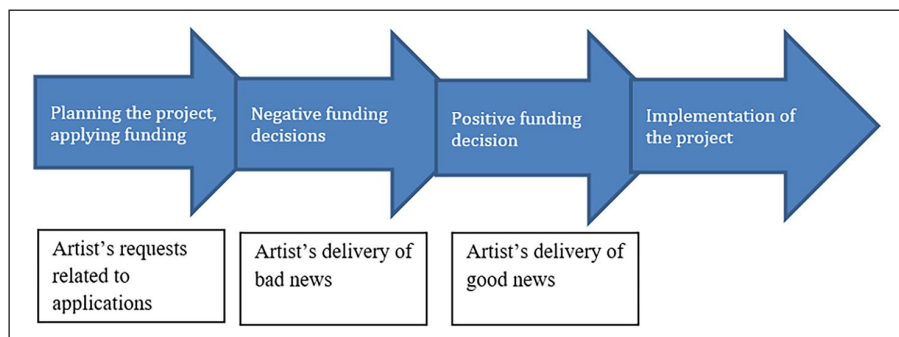 Planning the project,
applying funding
Negative funding
decisions
Positive funding
decision
Implementation of
the project
Artist's requests
related to
applications
Artist's delivery of
bad news
Artist's delivery of
good news